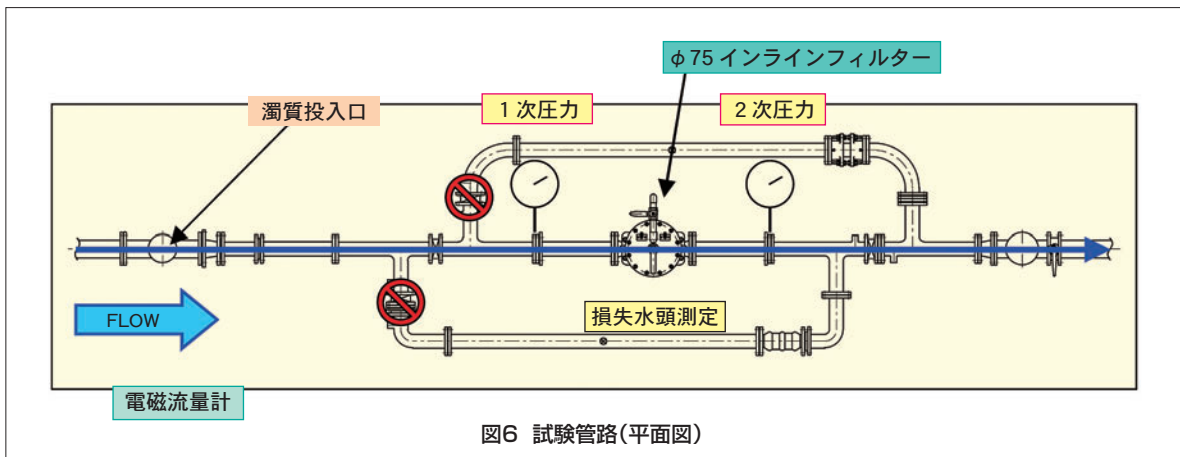 φ75 インラインフィルター
濁質投入口
1次圧力
2次圧力
FLOW
損失水頭測定
電磁流量計
図6 試験管路(平面図)